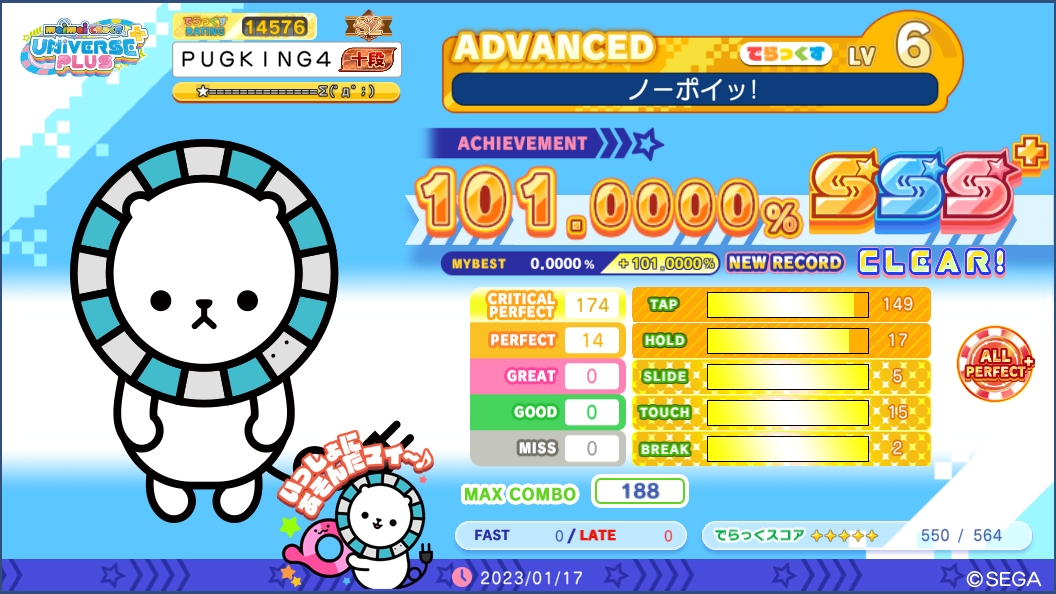 maimai でらっくす
UNiVERSE
PLUS
でらっくす
RATING 14576
PUGKING4 十段
★==============Σ(ﾟдﾟ;)
ADVANCED でらっくす LV 6
ノーポイッ!
ACHIEVEMENT
101.0000% SSS+
MYBEST 0.0000% +101.0000% NEW RECORD CLEAR!
CRITICAL
PERFECT 174 TAP 149
PERFECT 14 HOLD 17
GREAT 0 SLIDE 5
GOOD 0 TOUCH 15
MISS 0 BREAK 2
ALL
PERFECT+
いっしょに
あそんだマイ〜♪
MAX COMBO 188
FAST 0 / LATE 0 でらっくスコア ✦✦✦✦✦ 550 / 564
2023/01/17 ©SEGA